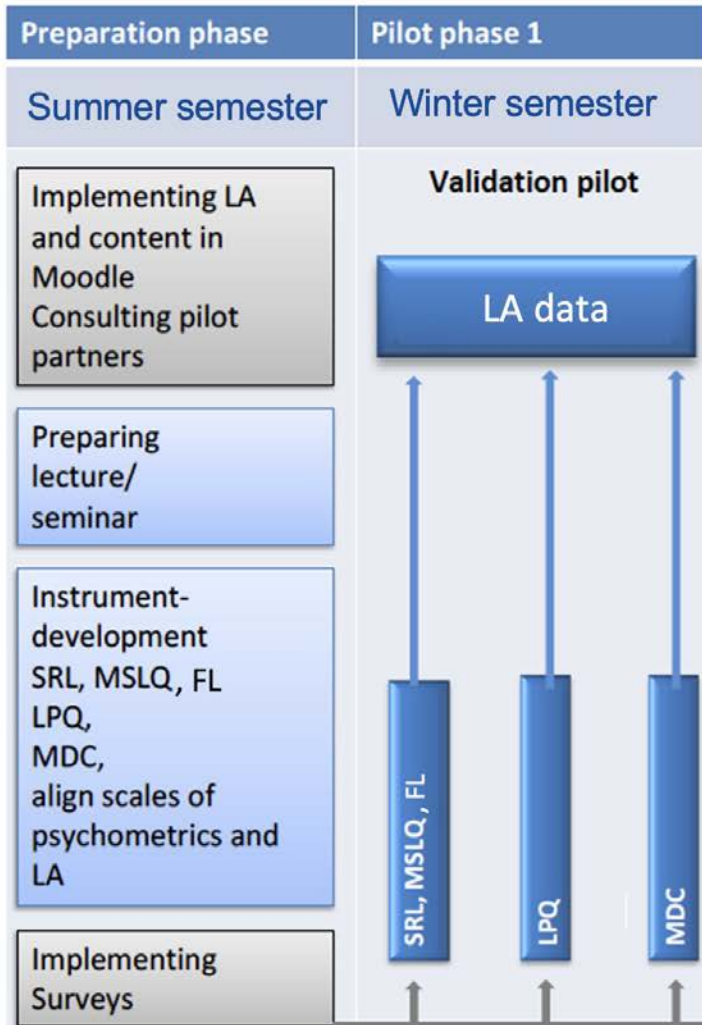 Preparation phase
Pilot phase 1
Summer semester
Winter semester
Implementing LA
and content in
Moodle
Consulting pilot
partners
Preparing
lecture/
seminar
Instrument-
development
SRL, MSLQ, FL
LPQ,
MDC,
align scales of
psychometrics and
LA
Implementing
Surveys
Validation pilot
LA data
SRL, MSLQ, FL
LPQ
MDC